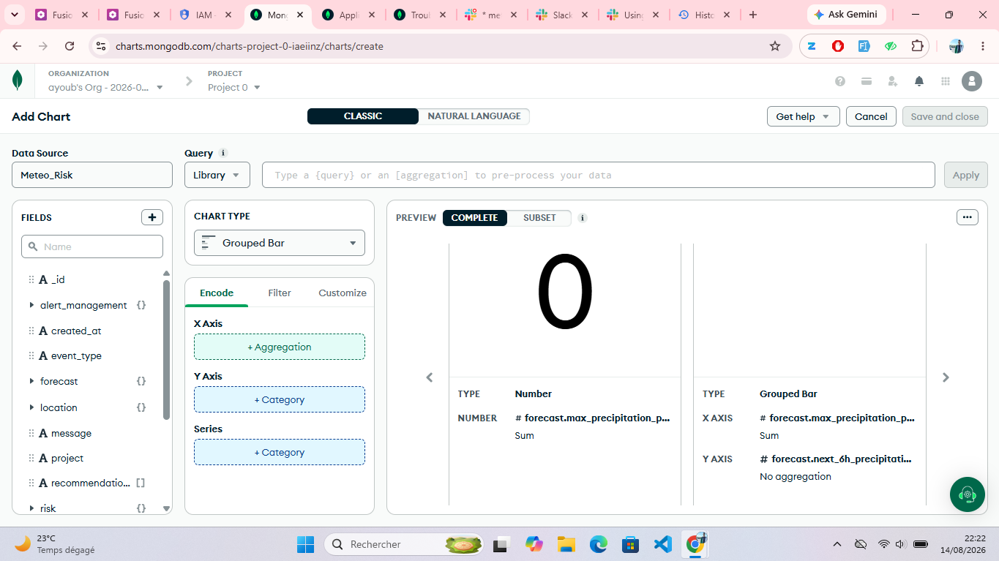 Fusio
Fusio
IAM -
Mong
Appli
Trou
* me
Slack
Using
Histo
Ask Gemini
charts.mongodb.com/charts-project-0-iaeiinz/charts/create
ORGANIZATION
ayoub's Org - 2026-0...
PROJECT
Project 0
Add Chart
CLASSIC
NATURAL LANGUAGE
Get help
Cancel
Save and close
Data Source
Meteo_Risk
Query
Library
Type a {query} or an [aggregation] to pre-process your data
Apply
FIELDS
Name
A _id
alert_management {}
A created_at
A event_type
forecast {}
location {}
A message
A project
A recommendatio... []
risk {}
CHART TYPE
Grouped Bar
Encode
Filter
Customize
X Axis
+ Aggregation
Y Axis
+ Category
Series
+ Category
PREVIEW
COMPLETE
SUBSET
0
TYPE Number
NUMBER # forecast.max_precipitation_p...
Sum
TYPE Grouped Bar
X AXIS # forecast.max_precipitation_p...
Sum
Y AXIS # forecast.next_6h_precipitati...
No aggregation
23°C
Temps dégagé
Rechercher
22:22
14/08/2026